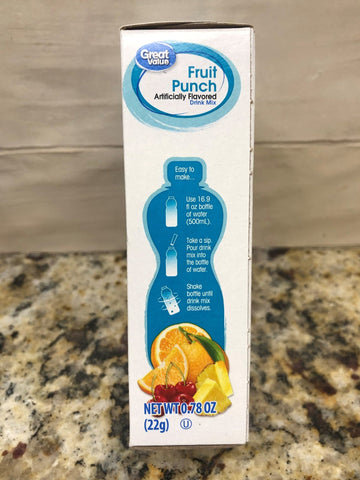 Great
Value
Fruit
Punch
Artificially Flavored
Drink Mix
Easy to
make...
Use 16.9
fl oz bottle
of water
(500mL).
Take a sip.
Pour drink
mix into
the bottle
of water.
Shake
bottle until
drink mix
dissolves.
NET WT 0.78 OZ
(22g) U